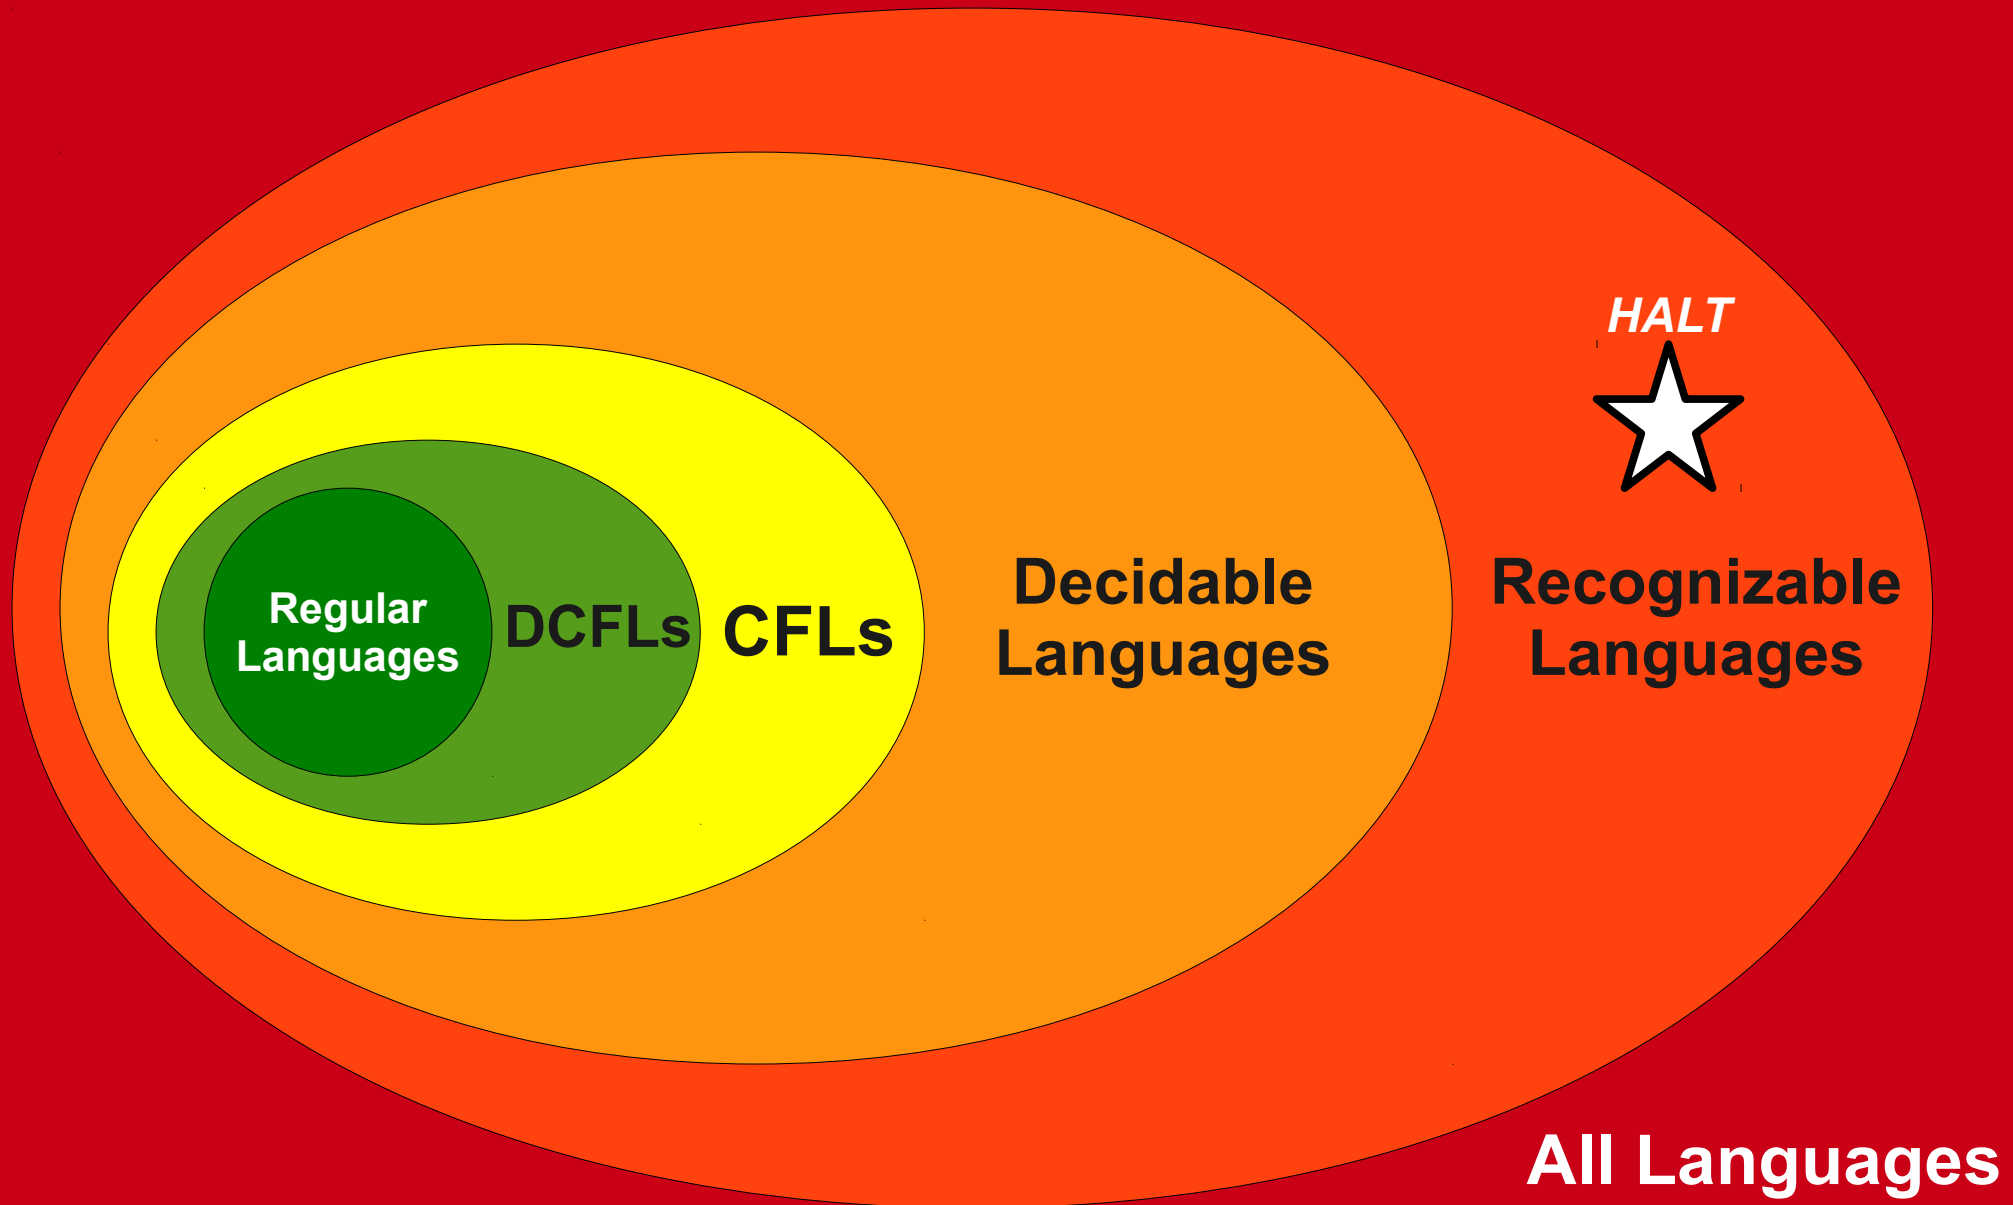 HALT
Regular
Languages
DCFLs
CFLs
Decidable
Languages
Recognizable
Languages
All Languages